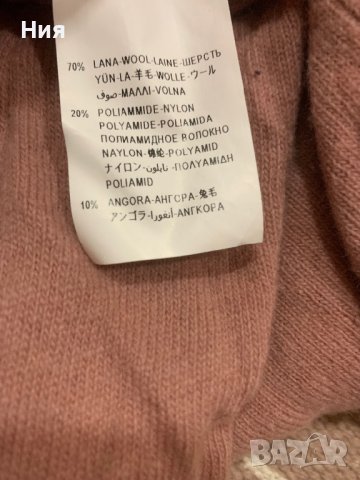 Ния
70% LANA-WOOL-LAINE-ШЕРСТЬ
YÜN-LA-羊毛-WOLLE-ウール
صوف-ΜΑΛΛΙ-VOLNA
20% POLIAMMIDE-NYLON
POLYAMIDE-POLIAMIDA
ПОЛИАМИДНОЕ ВОЛОКНО
NAYLON-锦纶-POLYAMID
ナイロン-نايلون-ΠΟΛΥΑΜΙΔΗ
POLIAMID
10% ANGORA-АНГОРА-兔毛
アンゴラ-أنغورا-ΑΝΓΚΟΡΑ
BAZAR
bg